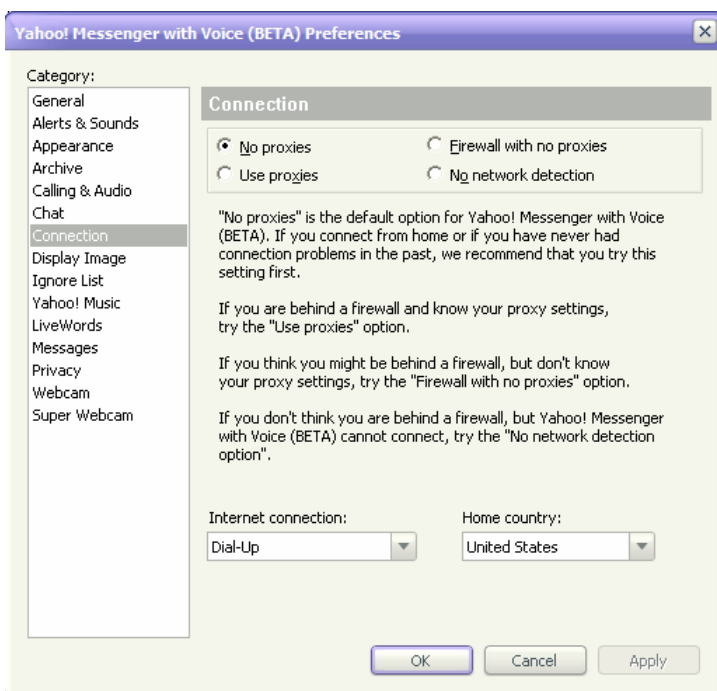 Yahoo! Messenger with Voice (BETA) Preferences
Category:
General
Alerts & Sounds
Appearance
Archive
Calling & Audio
Chat
Connection
Display Image
Ignore List
Yahoo! Music
LiveWords
Messages
Privacy
Webcam
Super Webcam
Connection
No proxies
Firewall with no proxies
Use proxies
No network detection
"No proxies" is the default option for Yahoo! Messenger with Voice
(BETA). If you connect from home or if you have never had
connection problems in the past, we recommend that you try this
setting first.
If you are behind a firewall and know your proxy settings,
try the "Use proxies" option.
If you think you might be behind a firewall, but don't know
your proxy settings, try the "Firewall with no proxies" option.
If you don't think you are behind a firewall, but Yahoo! Messenger
with Voice (BETA) cannot connect, try the "No network detection
option".
Internet connection:
Home country:
Dial-Up
United States
OK
Cancel
Apply